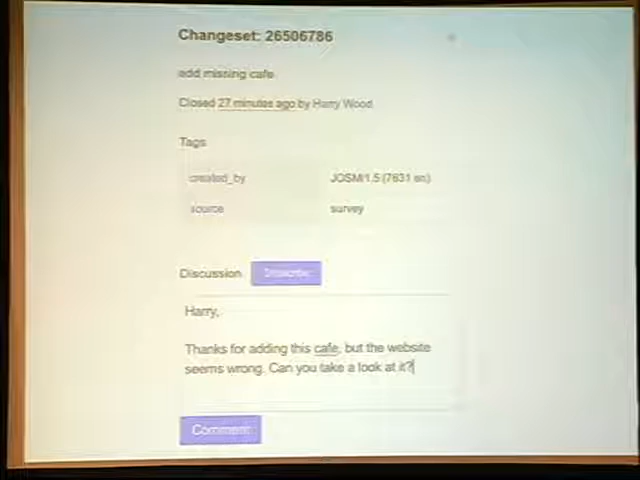 Changeset: 26506786
add missing cafe
Closed 27 minutes ago by Harry Wood
Tags
created_by JOSM/1.5 (7631 en)
source survey
Discussion
Harry,
Thanks for adding this cafe, but the website
seems wrong. Can you take a look at it?
Comment